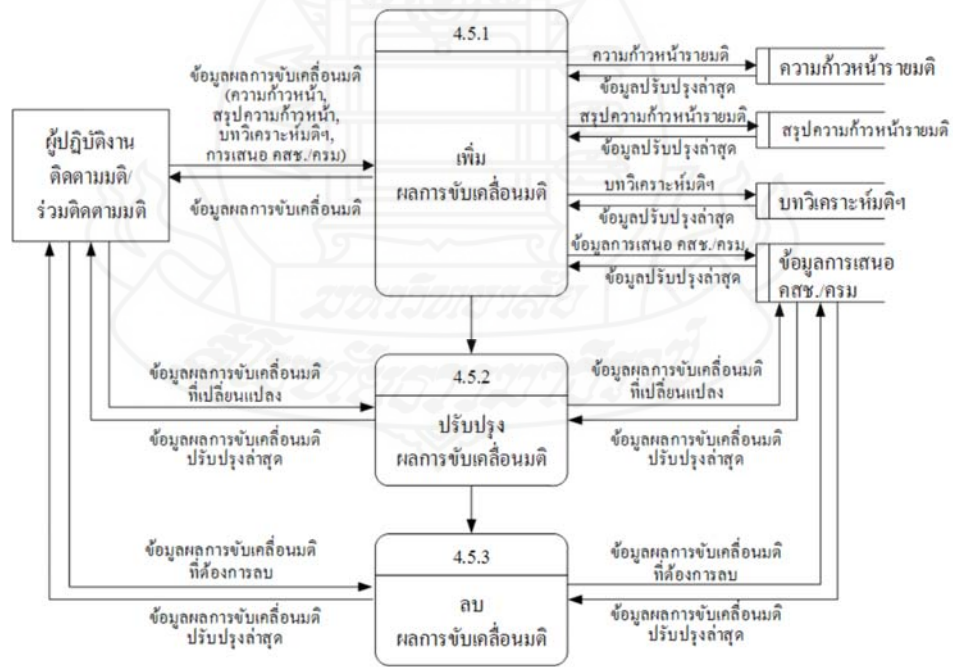 4.5.1
ความก้าวหน้ารายมติ
ข้อมูลปรับปรุงล่าสุด
ความก้าวหน้ารายมติ
ข้อมูลผลการขับเคลื่อนมติ
(ความก้าวหน้า,
สรุปความก้าวหน้า,
บทวิเคราะห์มติฯ,
การเสนอ คสช./ครม)
ข้อมูลผลการขับเคลื่อนมติ
ผู้ปฏิบัติงาน
ติดตามมติ/
ร่วมติดตามมติ
เพิ่ม
ผลการขับเคลื่อนมติ
สรุปความก้าวหน้ารายมติ
ข้อมูลปรับปรุงล่าสุด
สรุปความก้าวหน้ารายมติ
บทวิเคราะห์มติฯ
ข้อมูลปรับปรุงล่าสุด
บทวิเคราะห์มติฯ
ข้อมูลการเสนอ คสช./ครม.
ข้อมูลปรับปรุงล่าสุด
ข้อมูลการเสนอ
คสช./ครม
มหาวิทยาลัย
สุโขทัยธรรมาธิราช
4.5.2
ปรับปรุง
ผลการขับเคลื่อนมติ
ข้อมูลผลการขับเคลื่อนมติ
ที่เปลี่ยนแปลง
ข้อมูลผลการขับเคลื่อนมติ
ปรับปรุงล่าสุด
ข้อมูลผลการขับเคลื่อนมติ
ที่เปลี่ยนแปลง
ข้อมูลผลการขับเคลื่อนมติ
ปรับปรุงล่าสุด
4.5.3
ลบ
ผลการขับเคลื่อนมติ
ข้อมูลผลการขับเคลื่อนมติ
ที่ต้องการลบ
ข้อมูลผลการขับเคลื่อนมติ
ปรับปรุงล่าสุด
ข้อมูลผลการขับเคลื่อนมติ
ที่ต้องการลบ
ข้อมูลผลการขับเคลื่อนมติ
ปรับปรุงล่าสุด